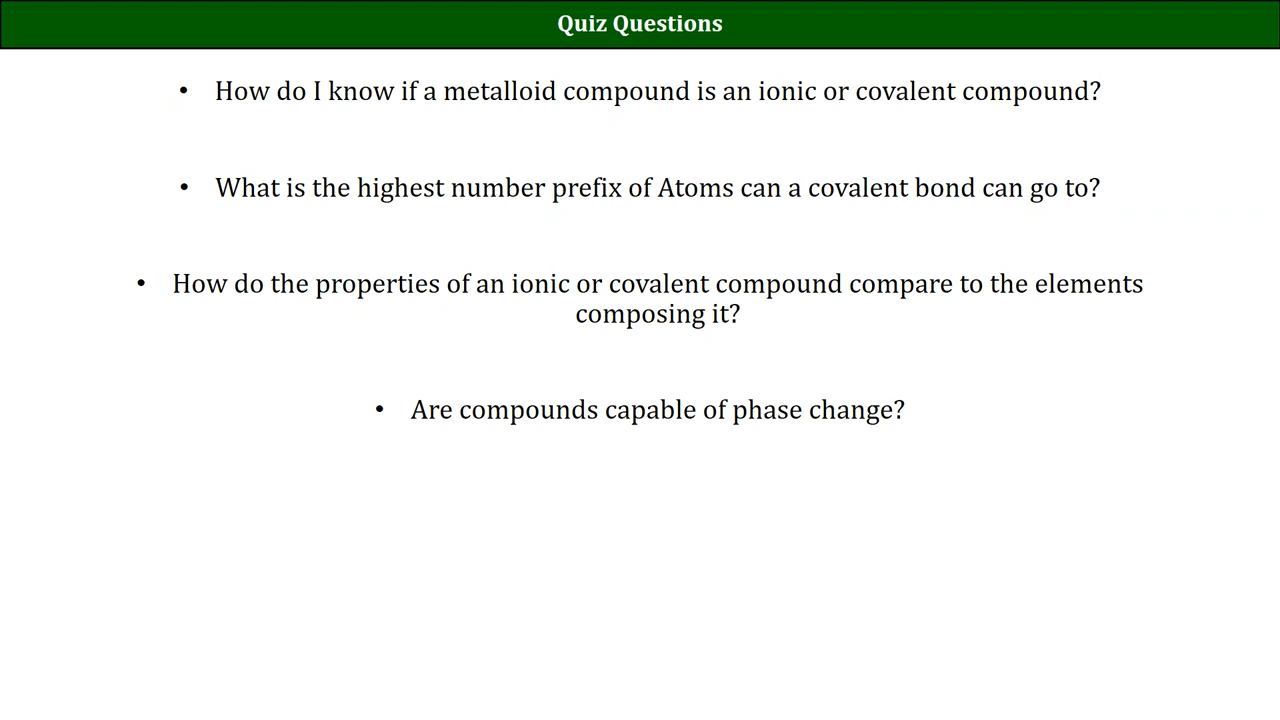 Quiz Questions
• How do I know if a metalloid compound is an ionic or covalent compound?
• What is the highest number prefix of Atoms can a covalent bond can go to?
• How do the properties of an ionic or covalent compound compare to the elements
composing it?
• Are compounds capable of phase change?